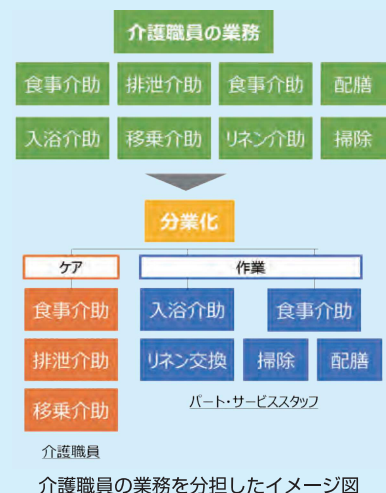 介護職員の業務
食事介助 排泄介助 食事介助 配膳
入浴介助 移乗介助 リネン介助 掃除
分業化
ケア 作業
食事介助 入浴介助 食事介助
排泄介助 リネン交換 掃除 配膳
移乗介助 パート・サービススタッフ
介護職員
介護職員の業務を分担したイメージ図